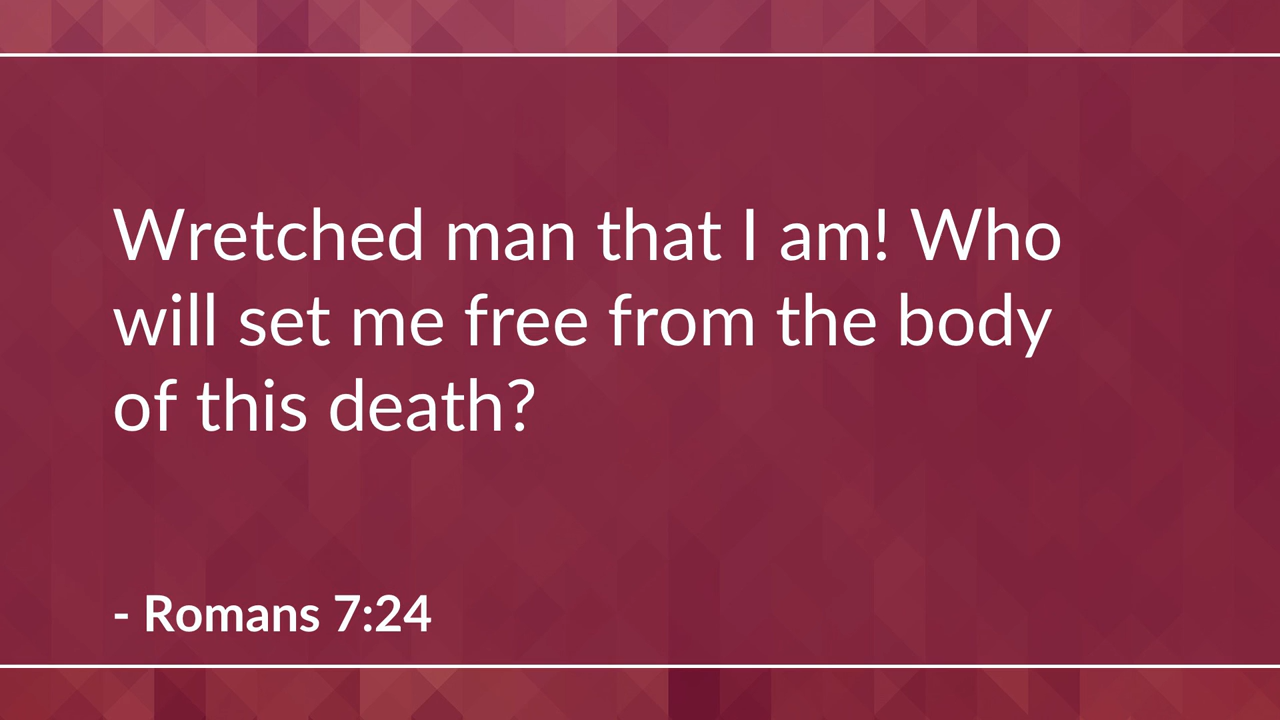 Wretched man that I am! Who
will set me free from the body
of this death?
- Romans 7:24